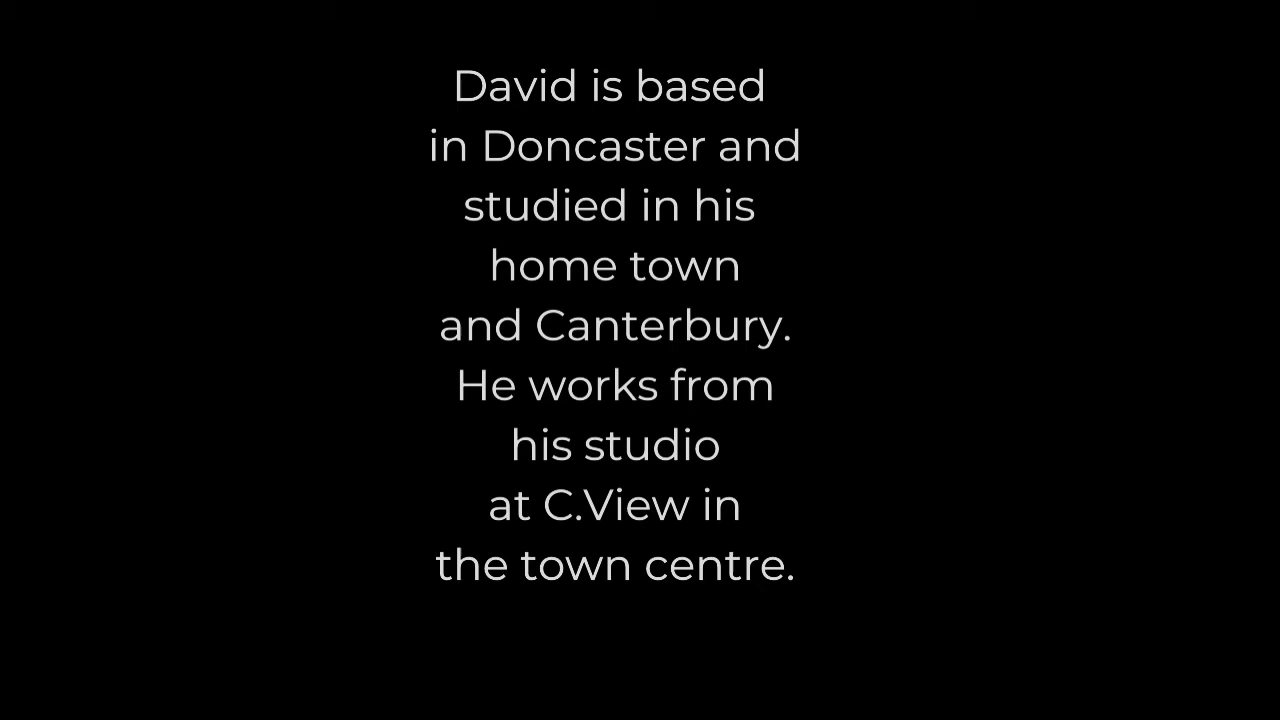 David is based
in Doncaster and
studied in his
home town
and Canterbury.
He works from
his studio
at C.View in
the town centre.